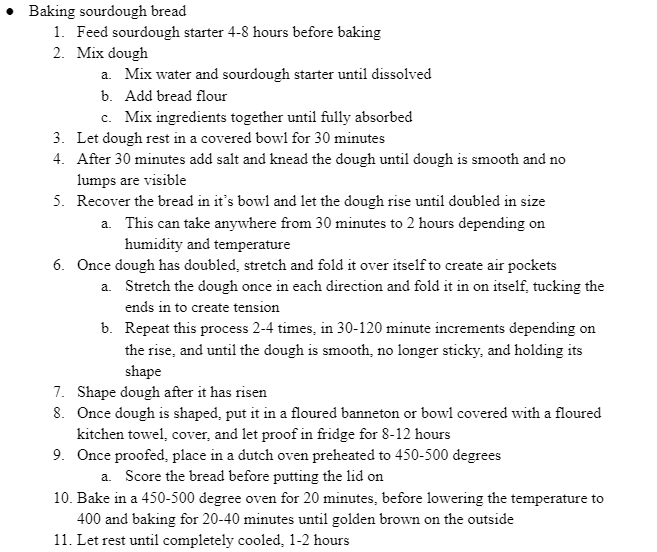 ● Baking sourdough bread
1. Feed sourdough starter 4-8 hours before baking
2. Mix dough
a. Mix water and sourdough starter until dissolved
b. Add bread flour
c. Mix ingredients together until fully absorbed
3. Let dough rest in a covered bowl for 30 minutes
4. After 30 minutes add salt and knead the dough until dough is smooth and no
lumps are visible
5. Recover the bread in it's bowl and let the dough rise until doubled in size
a. This can take anywhere from 30 minutes to 2 hours depending on
humidity and temperature
6. Once dough has doubled, stretch and fold it over itself to create air pockets
a. Stretch the dough once in each direction and fold it in on itself, tucking the
ends in to create tension
b. Repeat this process 2-4 times, in 30-120 minute increments depending on
the rise, and until the dough is smooth, no longer sticky, and holding its
shape
7. Shape dough after it has risen
8. Once dough is shaped, put it in a floured banneton or bowl covered with a floured
kitchen towel, cover, and let proof in fridge for 8-12 hours
9. Once proofed, place in a dutch oven preheated to 450-500 degrees
a. Score the bread before putting the lid on
10. Bake in a 450-500 degree oven for 20 minutes, before lowering the temperature to
400 and baking for 20-40 minutes until golden brown on the outside
11. Let rest until completely cooled, 1-2 hours